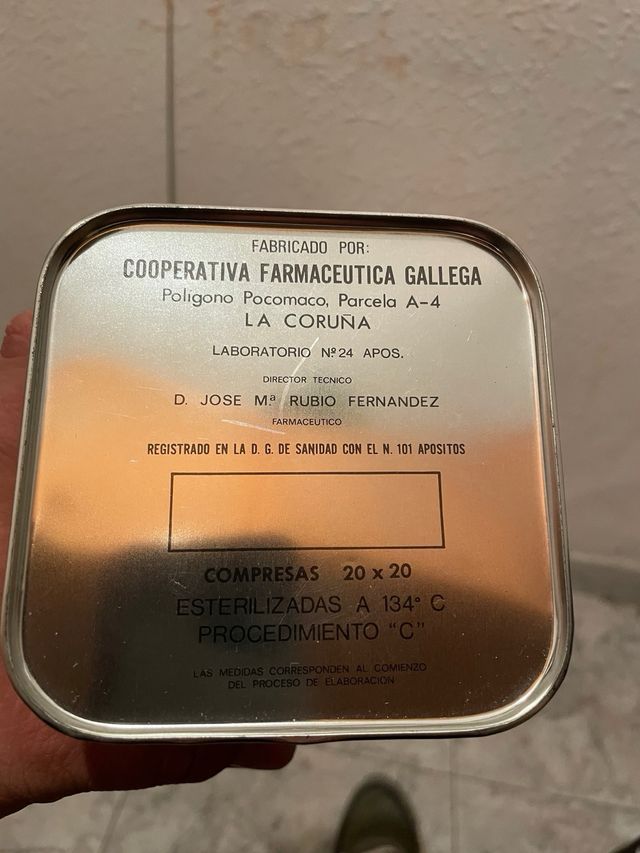 FABRICADO POR:
COOPERATIVA FARMACEUTICA GALLEGA
Poligono Pocomaco, Parcela A-4
LA CORUÑA
LABORATORIO Nº 24 APOS.
DIRECTOR TECNICO
D. JOSE Mª RUBIO FERNANDEZ
FARMACEUTICO
REGISTRADO EN LA D. G. DE SANIDAD CON EL N. 101 APOSITOS
COMPRESAS 20 x 20
ESTERILIZADAS A 134° C
PROCEDIMIENTO "C"
LAS MEDIDAS CORRESPONDEN AL COMIENZO
DEL PROCESO DE ELABORACION